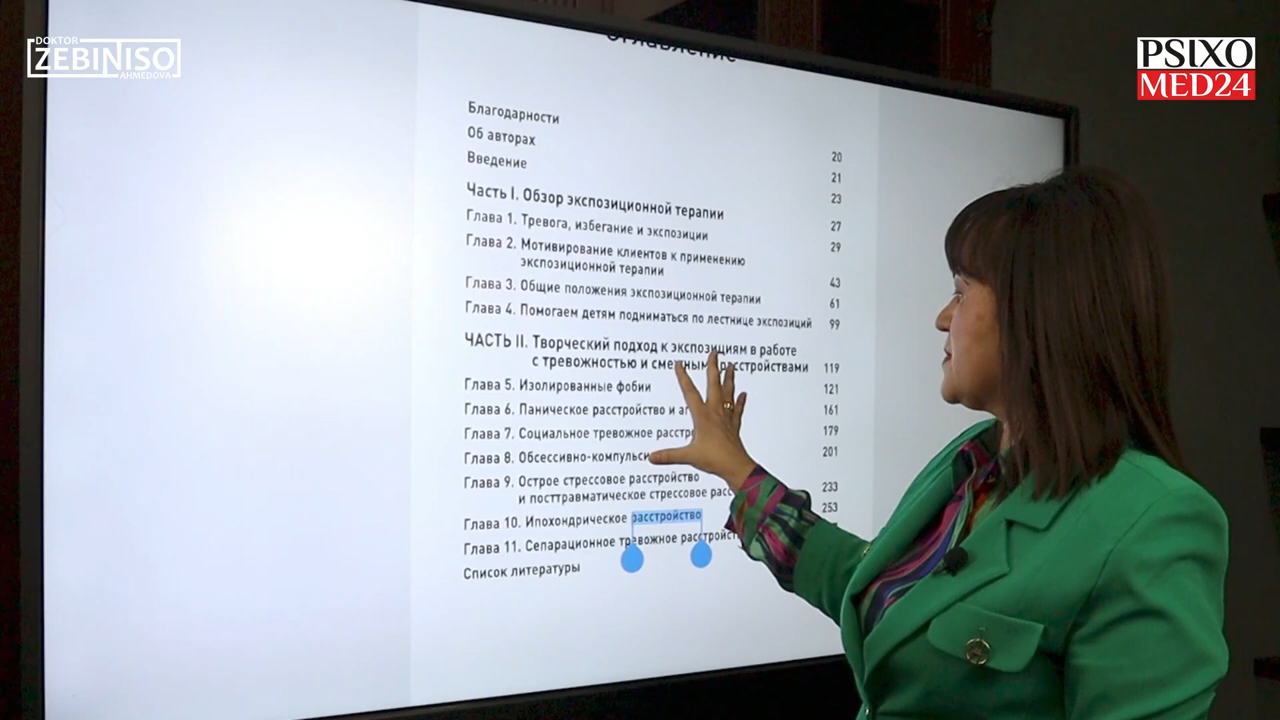 DOKTOR
ZEBINISO
AHMEDOVA
PSIXO
MED24
Оглавление
Благодарности 20
Об авторах 21
Введение 23
Часть I. Обзор экспозиционной терапии 27
Глава 1. Тревога, избегание и экспозиции 29
Глава 2. Мотивирование клиентов к применению
экспозиционной терапии 43
Глава 3. Общие положения экспозиционной терапии 61
Глава 4. Помогаем детям подниматься по лестнице экспозиций 99
ЧАСТЬ II. Творческий подход к экспозициям в работе
с тревожностью и смежными расстройствами 119
Глава 5. Изолированные фобии 121
Глава 6. Паническое расстройство и 161
Глава 7. Социальное тревожное 179
Глава 8. 201
Глава 9. Острое стрессовое расстройство
и посттравматическое стрессовое 233
Глава 10. Ипохондрическое расстройство 253
Глава 11. Сепарационное тревожное
Список литературы